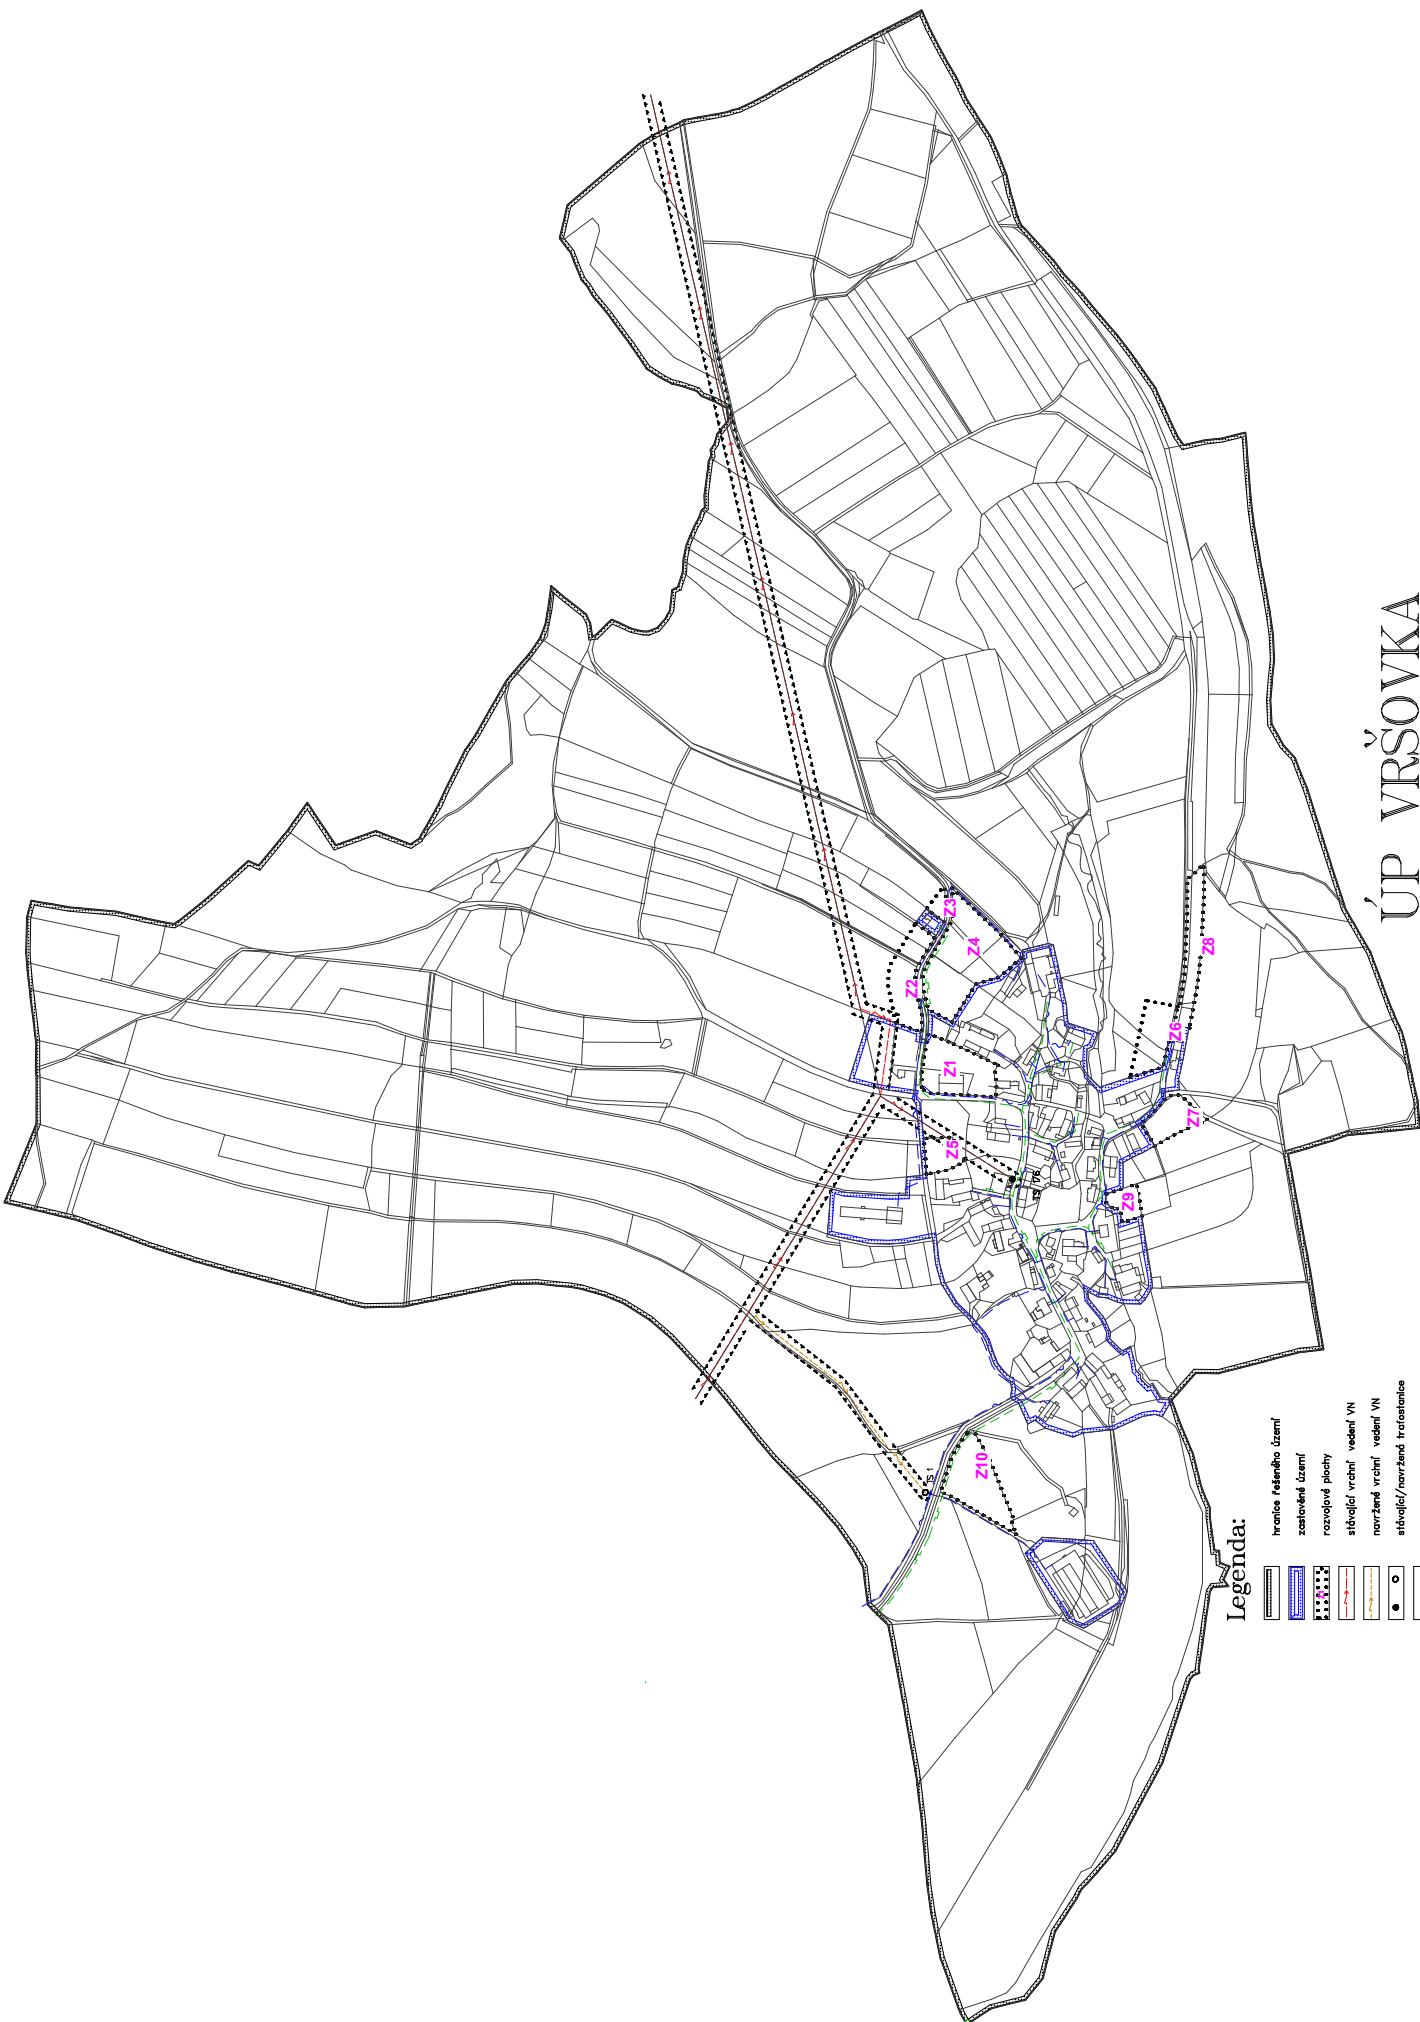 ÚP VRŠOVKA
Z1
Z2
Z3
Z4
Z5
Z6
Z7
Z8
Z9
Z10
TS 1
Legenda:
hranice řešeného území
zastavěné území
rozvojové plochy
stávající vrchní vedení VN
navržené vrchní vedení VN
stávající/navržená trafostanice